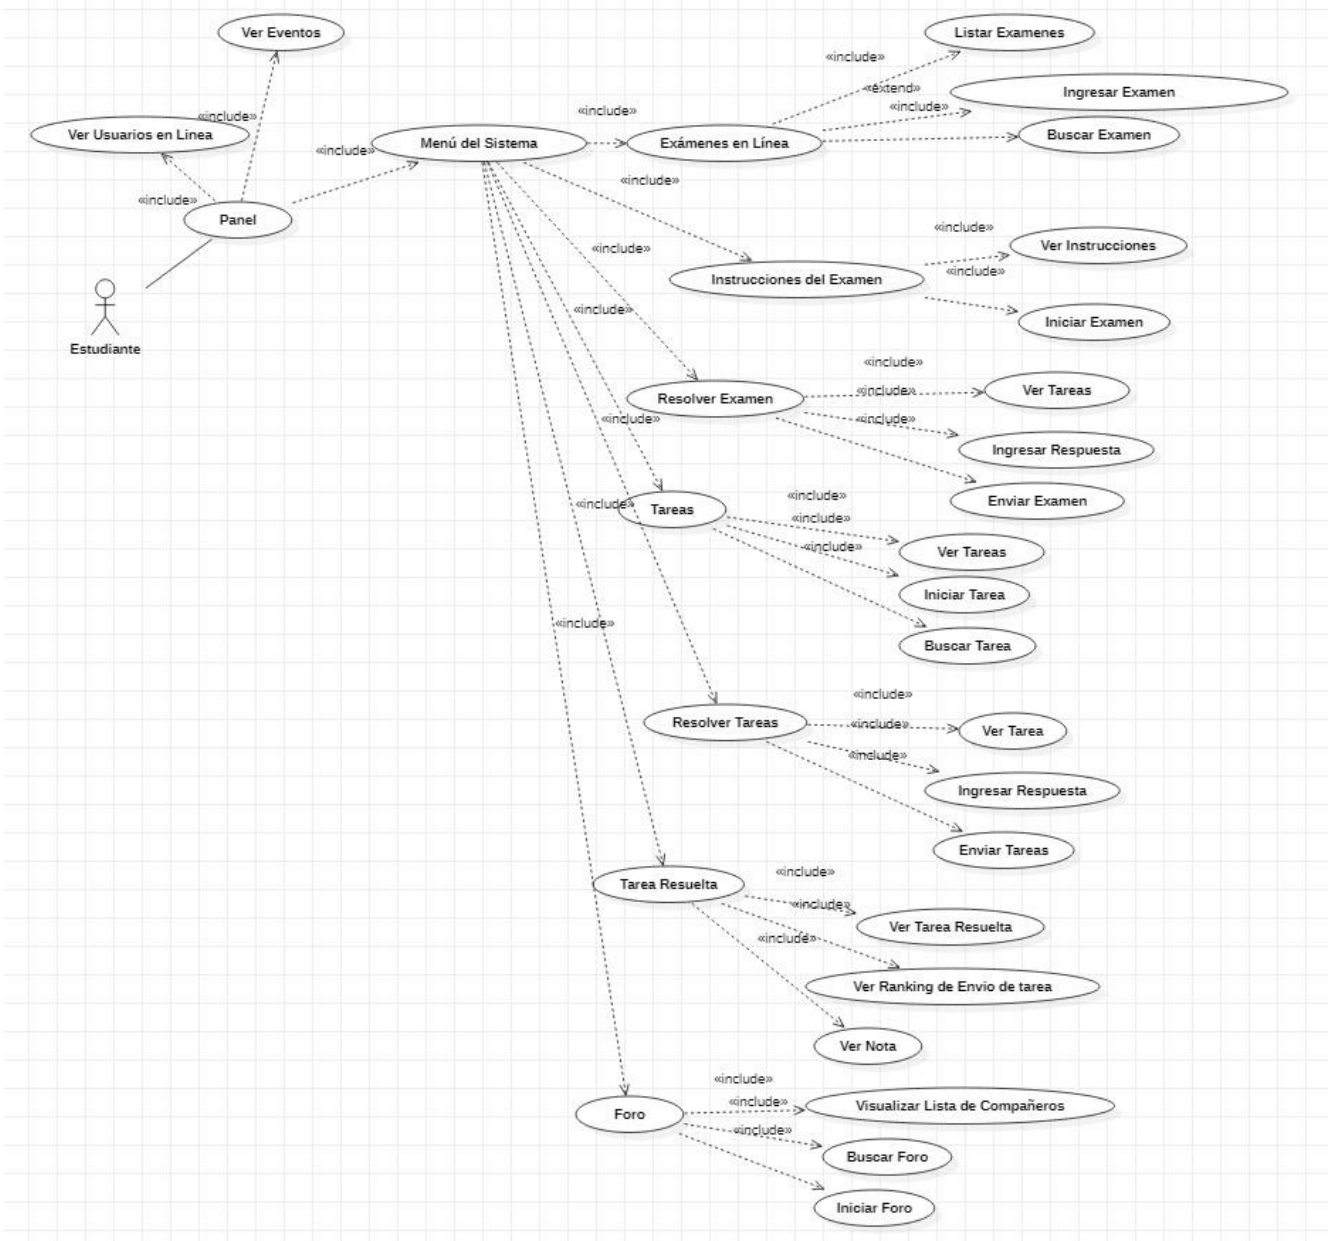 Ver Eventos
Listar Examenes
«include»
«extend»
Ingresar Examen
«include»
«include»
«include»
Ver Usuarios en Linea
Buscar Examen
Menú del Sistema
Exámenes en Línea
«include»
«include»
«include»
Panel
«include»
Ver Instrucciones
«include»
«include»
Instrucciones del Examen
Estudiante
«include»
Iniciar Examen
«include»
Ver Tareas
«include»
Resolver Examen
«include»
«include»
Ingresar Respuesta
«include»
Enviar Examen
«include»
Tareas
«include»
«include»
Ver Tareas
Iniciar Tarea
«include»
Buscar Tarea
«include»
Resolver Tareas
«include»
Ver Tarea
«include»
Ingresar Respuesta
Enviar Tareas
«include»
Tarea Resuelta
«include»
Ver Tarea Resuelta
«include»
Ver Ranking de Envio de tarea
Ver Nota
«include»
«include»
Visualizar Lista de Compañeros
Foro
«include»
Buscar Foro
Iniciar Foro